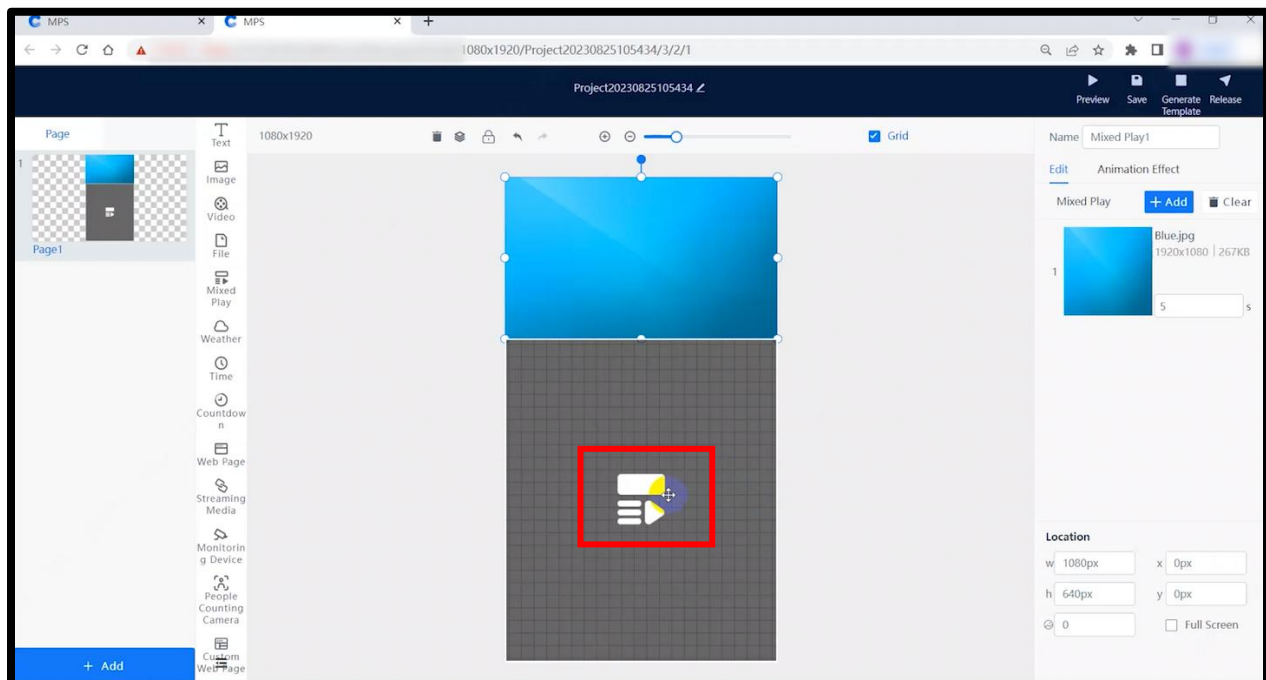 MPS
MPS
1080x1920/Project20230825105434/3/2/1
Project20230825105434
Preview
Save
Generate
Template
Release
Page
1
Page1
+ Add
Text
Image
Video
File
Mixed
Play
Weather
Time
Countdow
n
Web Page
Streaming
Media
Monitorin
g Device
People
Counting
Camera
Custom
Web Page
1080x1920
Grid
Name Mixed Play1
Edit Animation Effect
Mixed Play + Add Clear
1
Blue.jpg
1920x1080 | 267KB
5 s
Location
w 1080px x 0px
h 640px y 0px
0 Full Screen